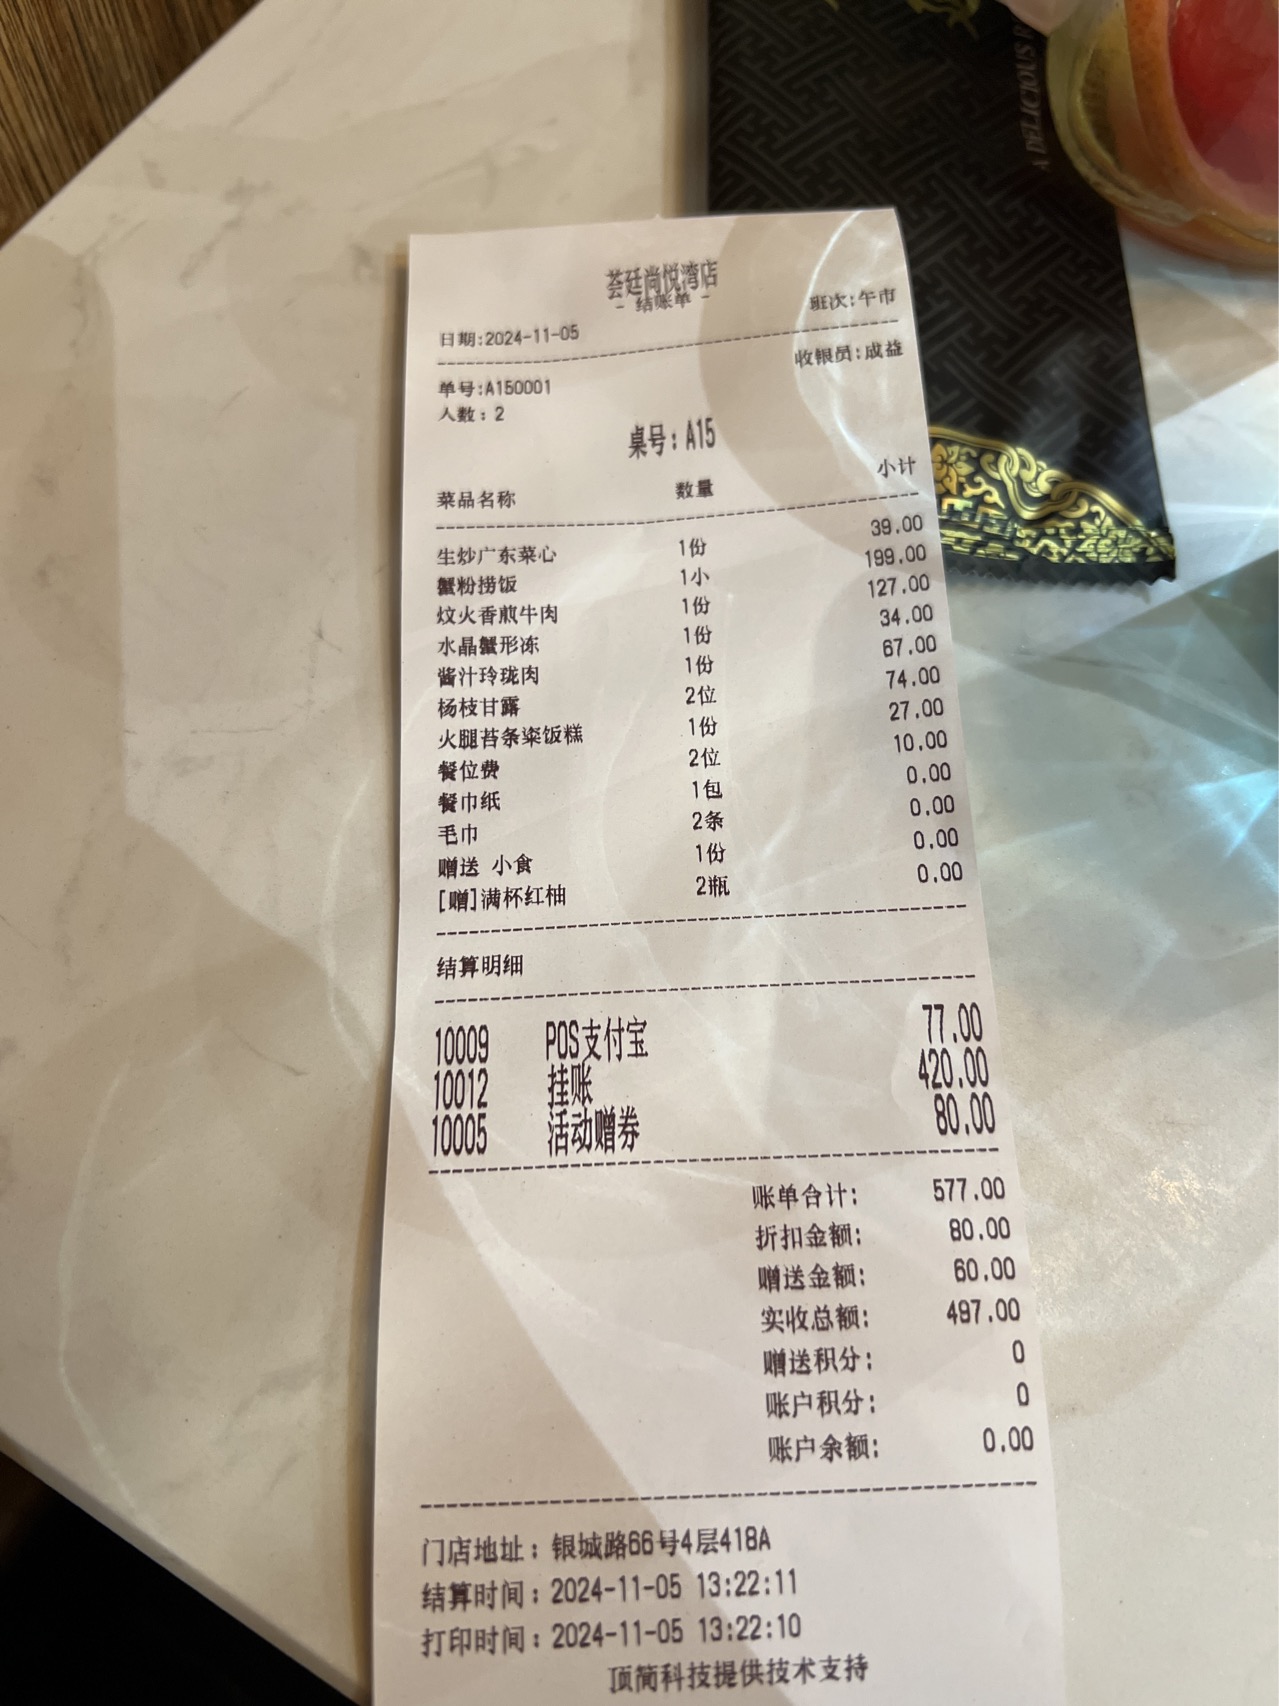 荟廷尚悦湾店
- 结账单 -
日期:2024-11-05 班次:午市
单号:A150001 收银员:成益
人数: 2
桌号: A15
菜品名称 数量 小计
生炒广东菜心 1份 39.00
蟹粉捞饭 1小 199.00
炆火香煎牛肉 1份 127.00
水晶蟹形冻 1份 34.00
酱汁玲珑肉 1份 67.00
杨枝甘露 2位 74.00
火腿苔条粢饭糕 1份 27.00
餐位费 2位 10.00
餐巾纸 1包 0.00
毛巾 2条 0.00
赠送 小食 1份 0.00
[赠]满杯红柚 2瓶 0.00
结算明细
10009 POS支付宝 77.00
10012 挂账 420.00
10005 活动赠券 80.00
账单合计: 577.00
折扣金额: 80.00
赠送金额: 60.00
实收总额: 497.00
赠送积分: 0
账户积分: 0
账户余额: 0.00
门店地址: 银城路66号4层418A
结算时间: 2024-11-05 13:22:11
打印时间: 2024-11-05 13:22:10
顶简科技提供技术支持
A DELICIOUS